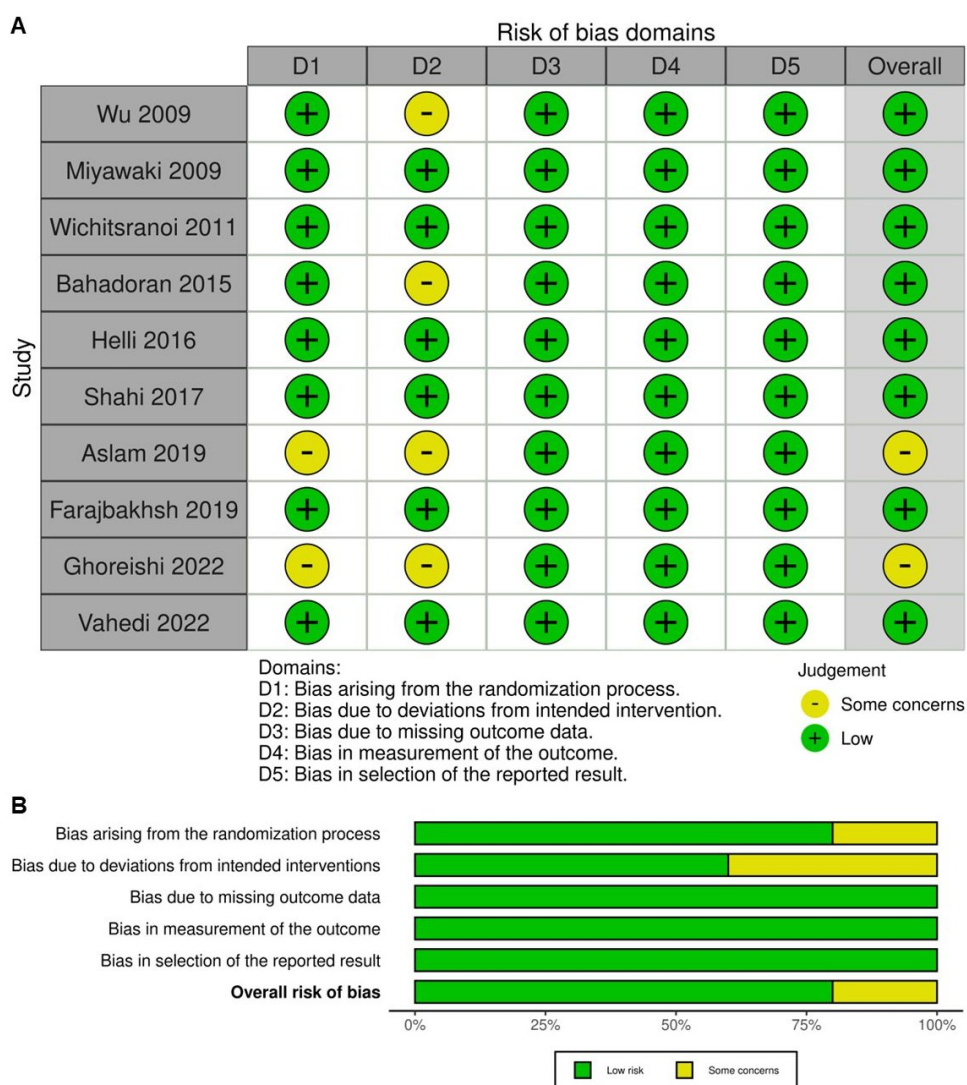 A
Risk of bias domains
D1 D2 D3 D4 D5 Overall
Study
Wu 2009 + - + + + +
Miyawaki 2009 + + + + + +
Wichitsranoi 2011 + + + + + +
Bahadoran 2015 + - + + + +
Helli 2016 + + + + + +
Shahi 2017 + + + + + +
Aslam 2019 - - + + + -
Farajbakhsh 2019 + + + + + +
Ghoreishi 2022 - - + + + -
Vahedi 2022 + + + + + +
Domains:
D1: Bias arising from the randomization process.
D2: Bias due to deviations from intended intervention.
D3: Bias due to missing outcome data.
D4: Bias in measurement of the outcome.
D5: Bias in selection of the reported result.
Judgement
- Some concerns
+ Low
B
Bias arising from the randomization process
Bias due to deviations from intended interventions
Bias due to missing outcome data
Bias in measurement of the outcome
Bias in selection of the reported result
Overall risk of bias
0% 25% 50% 75% 100%
Low risk Some concerns